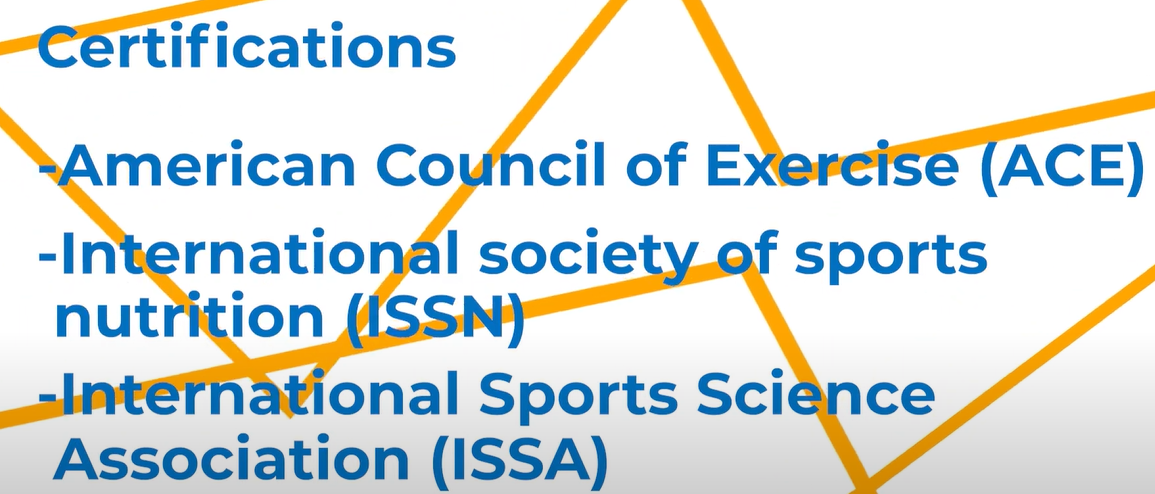 Certifications
-American Council of Exercise (ACE)
-International society of sports
nutrition (ISSN)
-International Sports Science
Association (ISSA)